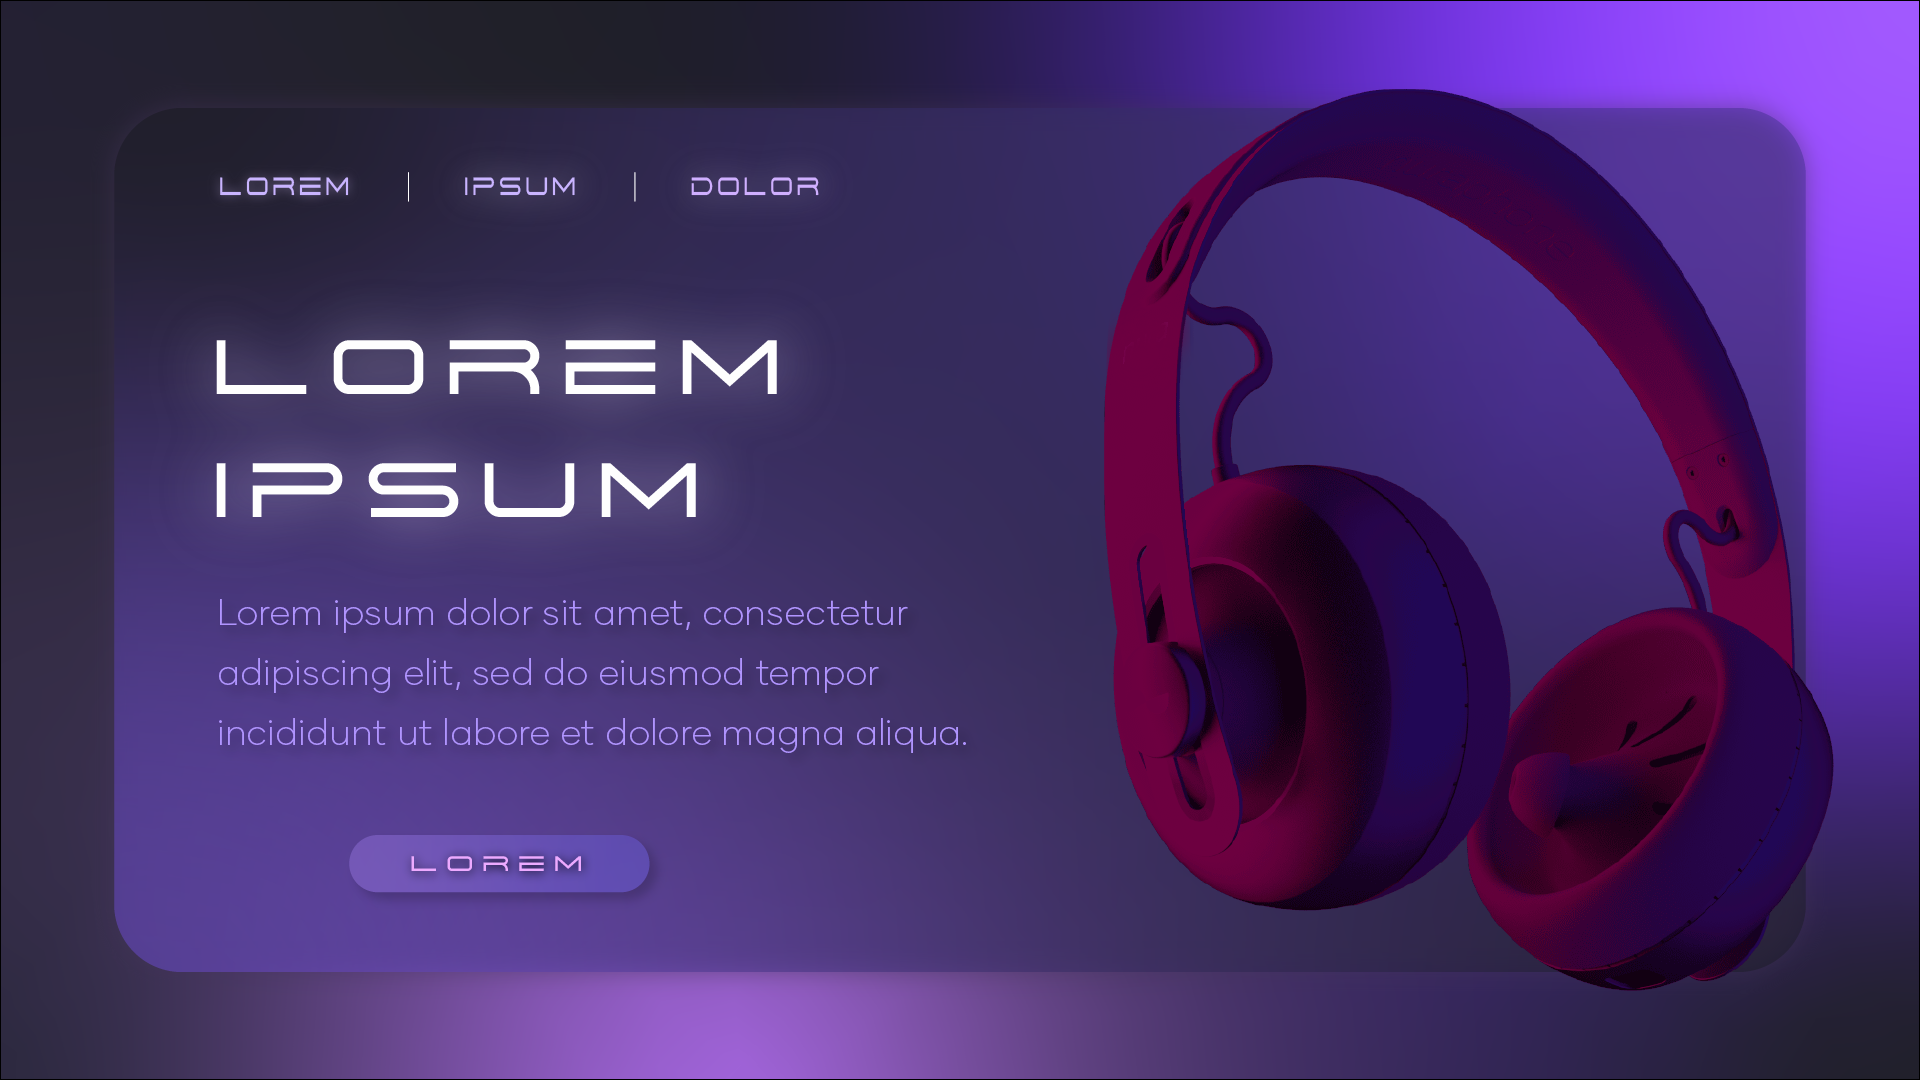 LOREM | IPSUM | DOLOR
LOREM
IPSUM
Lorem ipsum dolor sit amet, consectetur
adipiscing elit, sed do eiusmod tempor
incididunt ut labore et dolore magna aliqua.
LOREM